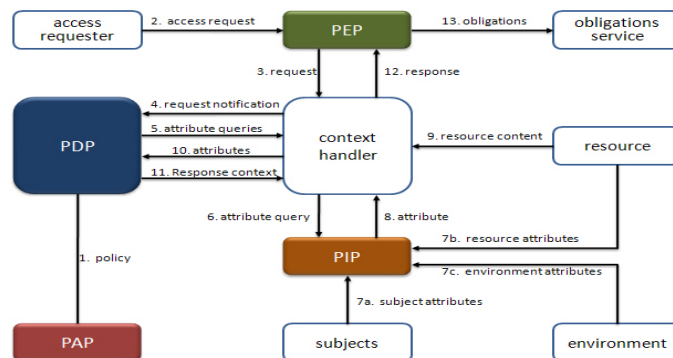 access
requester
2. access request
PEP
13. obligations
obligations
service
3. request
12. response
4. request notification
5. attribute queries
10. attributes
11. Response context
PDP
context
handler
9. resource content
resource
6. attribute query
8. attribute
7b. resource attributes
1. policy
PIP
7c. environment attributes
7a. subject attributes
PAP
subjects
environment